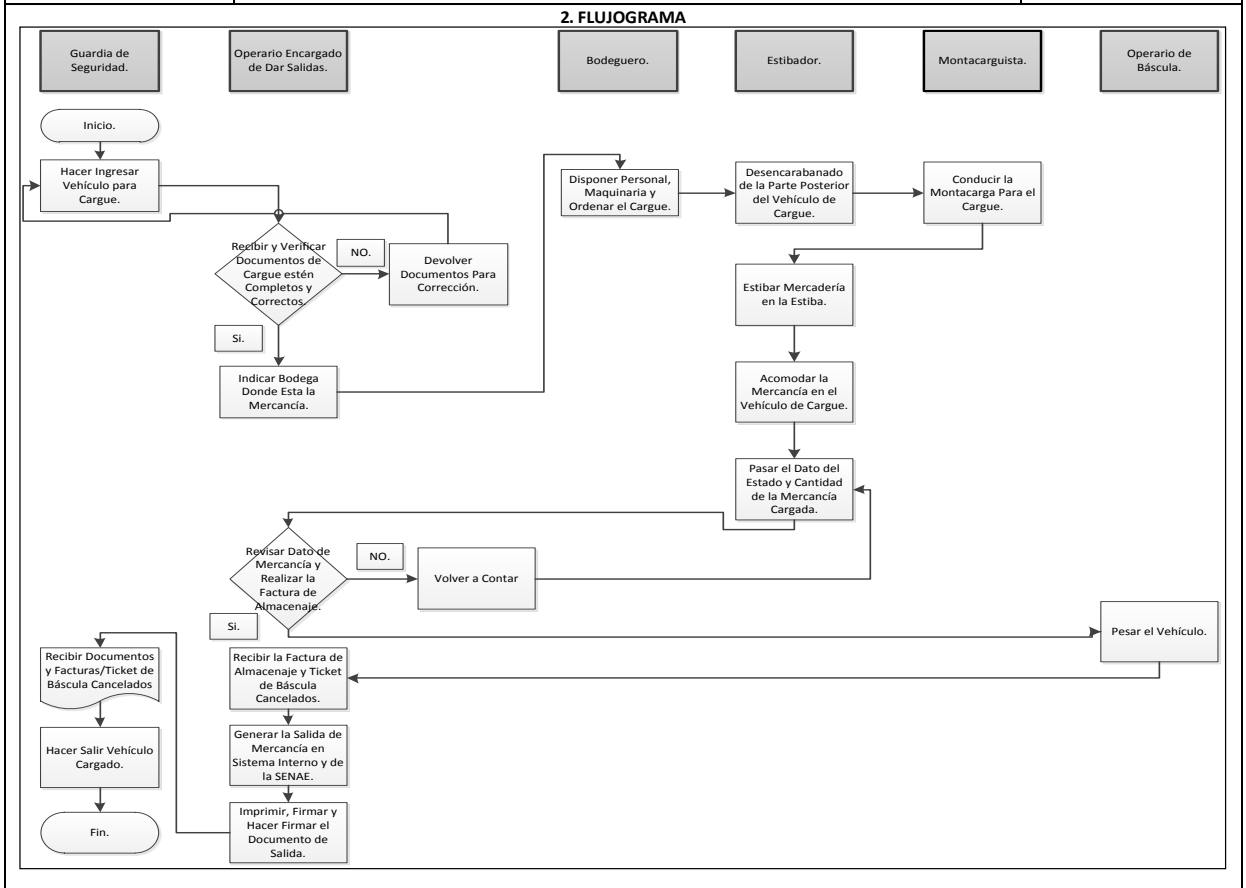 2. FLUJOGRAMA
Guardia de
Seguridad.
Operario Encargado
de Dar Salidas.
Bodeguero.
Estibador.
Montacarguista.
Operario de
Báscula.
Inicio.
Hacer Ingresar
Vehículo para
Cargue.
Disponer Personal,
Maquinaria y
Ordenar el Cargue.
Desencarabanado
de la Parte Posterior
del Vehículo de
Cargue.
Conducir la
Montacarga Para el
Cargue.
Recibir y Verificar
Documentos de
Cargue estén
Completos y
Correctos.
NO.
Devolver
Documentos Para
Corrección.
Estibar Mercadería
en la Estiba.
Si.
Indicar Bodega
Donde Esta la
Mercancía.
Acomodar la
Mercancía en el
Vehículo de Cargue.
Pasar el Dato del
Estado y Cantidad
de la Mercancía
Cargada.
Revisar Dato de
Mercancía y
Realizar la
Factura de
Almacenaje.
NO.
Volver a Contar
Si.
Pesar el Vehículo.
Recibir Documentos
y Facturas/Ticket de
Báscula Cancelados
Recibir la Factura de
Almacenaje y Ticket
de Báscula
Cancelados.
Hacer Salir Vehículo
Cargado.
Generar la Salida de
Mercancía en
Sistema Interno y de
la SENAE.
Fin.
Imprimir, Firmar y
Hacer Firmar el
Documento de
Salida.